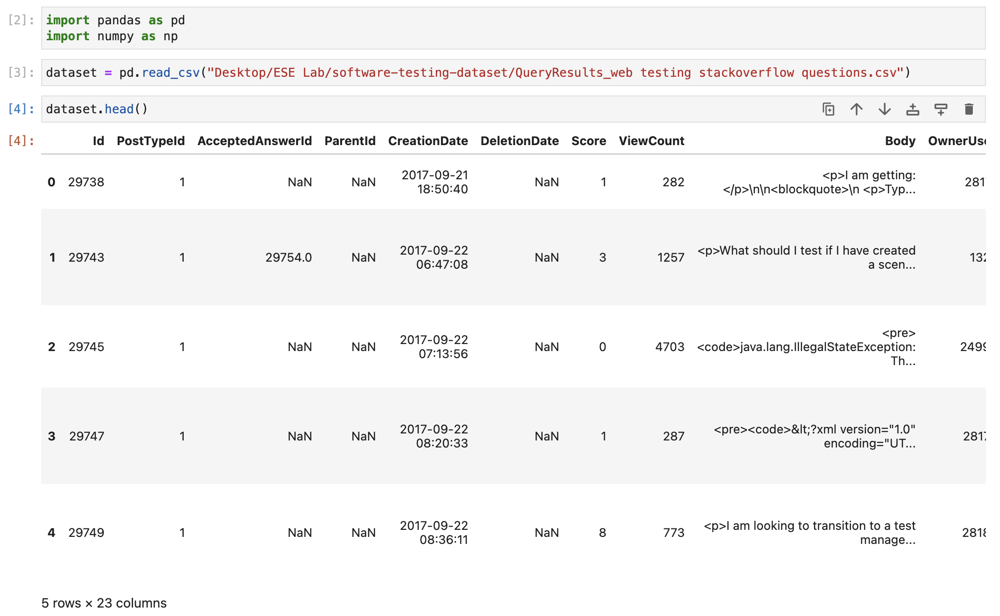 [2]: import pandas as pd
import numpy as np
[3]: dataset = pd.read_csv("Desktop/ESE Lab/software-testing-dataset/QueryResults_web testing stackoverflow questions.csv")
[4]: dataset.head()
[4]: Id PostTypeId AcceptedAnswerId ParentId CreationDate DeletionDate Score ViewCount Body OwnerUse
0 29738 1 NaN NaN 2017-09-21 18:50:40 NaN 1 282 <p>I am getting: </p>\n\n<blockquote>\n <p>Typ... 281
1 29743 1 29754.0 NaN 2017-09-22 06:47:08 NaN 3 1257 <p>What should I test if I have created a scen... 132
2 29745 1 NaN NaN 2017-09-22 07:13:56 NaN 0 4703 <pre> <code>java.lang.IllegalStateException: Th... 2499
3 29747 1 NaN NaN 2017-09-22 08:20:33 NaN 1 287 <pre><code>&lt;?xml version="1.0" encoding="UT... 2817
4 29749 1 NaN NaN 2017-09-22 08:36:11 NaN 8 773 <p>I am looking to transition to a test manage... 2818
5 rows × 23 columns